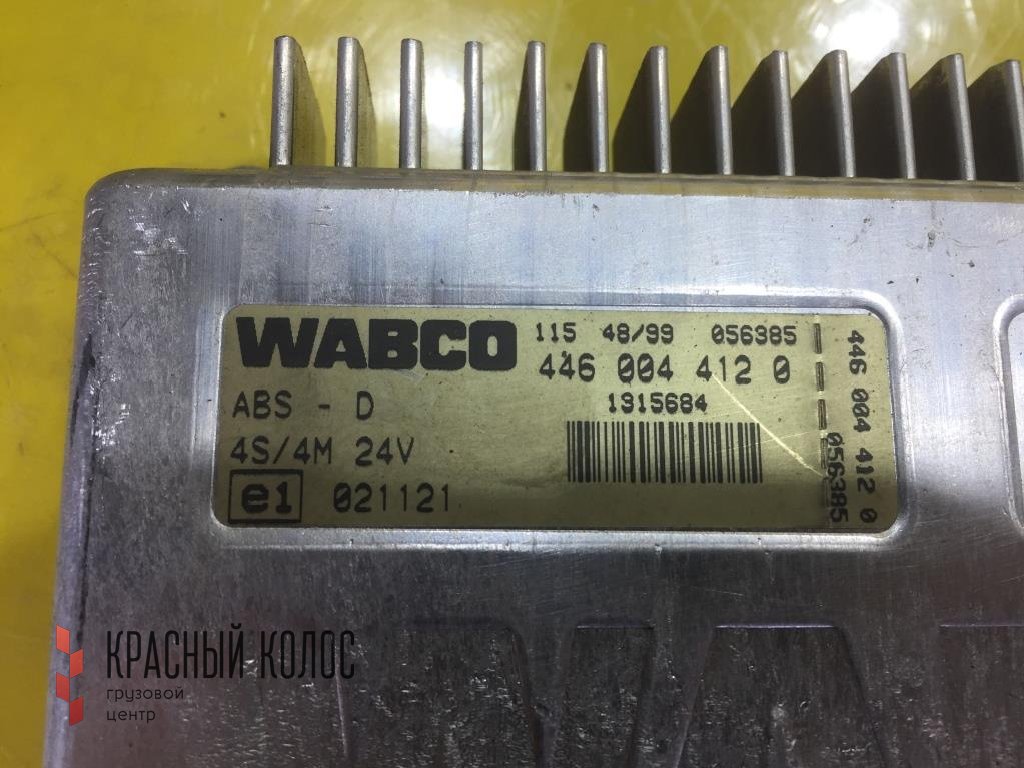 WABCO
115 48/99 056385
446 004 412 0
ABS - D
1315684
4S/4M 24V
e1 021121
446 004 412 0
056385
КРАСНЫЙ КОЛОС
грузовой
центр